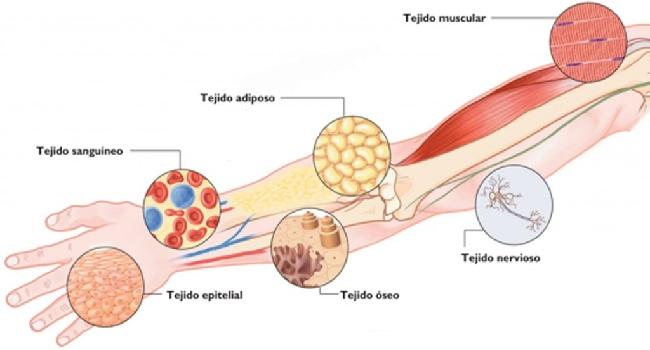 Tejido muscular
Tejido adiposo
Tejido sanguíneo
Tejido nervioso
Tejido epitelial
Tejido óseo